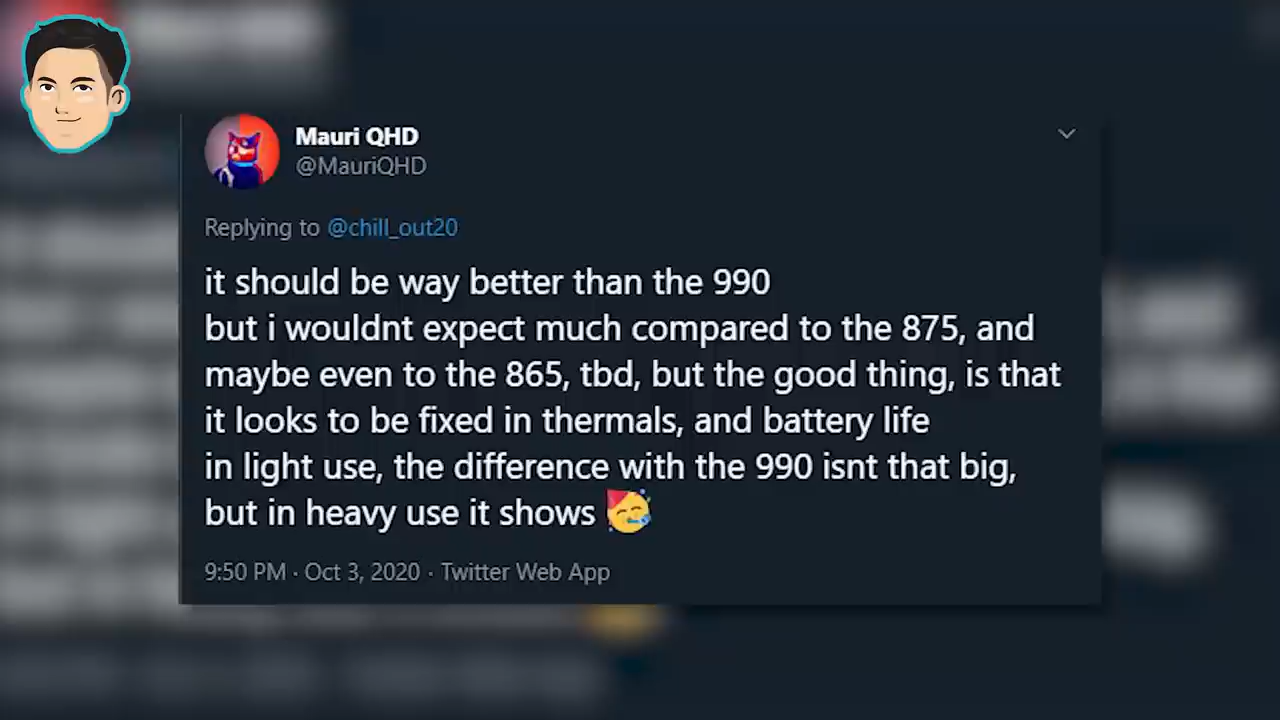 Mauri QHD
@MauriQHD
Replying to @chill_out20
it should be way better than the 990
but i wouldnt expect much compared to the 875, and
maybe even to the 865, tbd, but the good thing, is that
it looks to be fixed in thermals, and battery life
in light use, the difference with the 990 isnt that big,
but in heavy use it shows 🥳
9:50 PM · Oct 3, 2020 · Twitter Web App